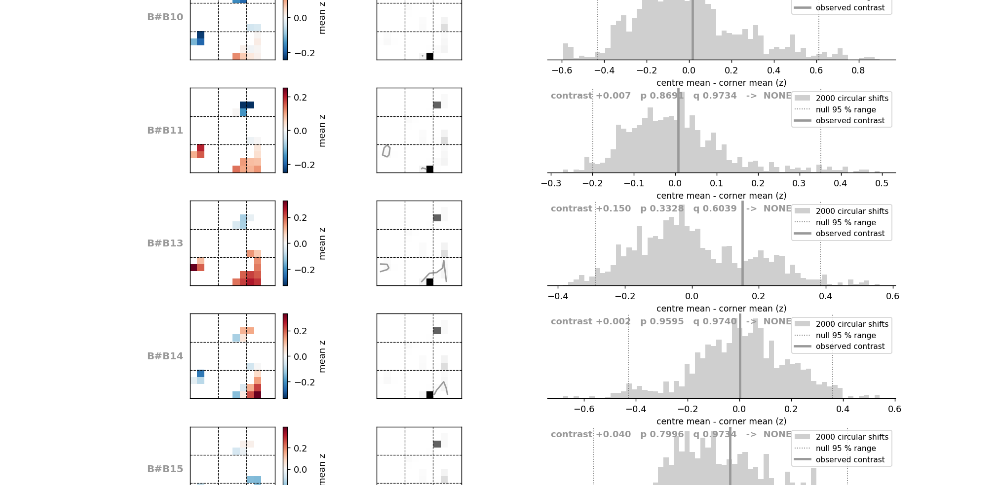 B#B10
0.0
−0.2
mean z
observed contrast
−0.6 −0.4 −0.2 0.0 0.2 0.4 0.6 0.8
centre mean - corner mean (z)
B#B11
0.2
0.0
−0.2
mean z
contrast +0.007 p 0.8691 q 0.9734 -> NONE
2000 circular shifts
null 95 % range
observed contrast
−0.3 −0.2 −0.1 0.0 0.1 0.2 0.3 0.4 0.5
centre mean - corner mean (z)
B#B13
0.2
0.0
−0.2
mean z
contrast +0.150 p 0.3328 q 0.6039 -> NONE
2000 circular shifts
null 95 % range
observed contrast
−0.4 −0.2 0.0 0.2 0.4 0.6
centre mean - corner mean (z)
B#B14
0.2
0.0
−0.2
mean z
contrast +0.002 p 0.9595 q 0.9740 -> NONE
2000 circular shifts
null 95 % range
observed contrast
−0.6 −0.4 −0.2 0.0 0.2 0.4 0.6
centre mean - corner mean (z)
B#B15
0.2
0.0
mean z
contrast +0.040 p 0.7996 q 0.9734 -> NONE
2000 circular shifts
null 95 % range
observed contrast